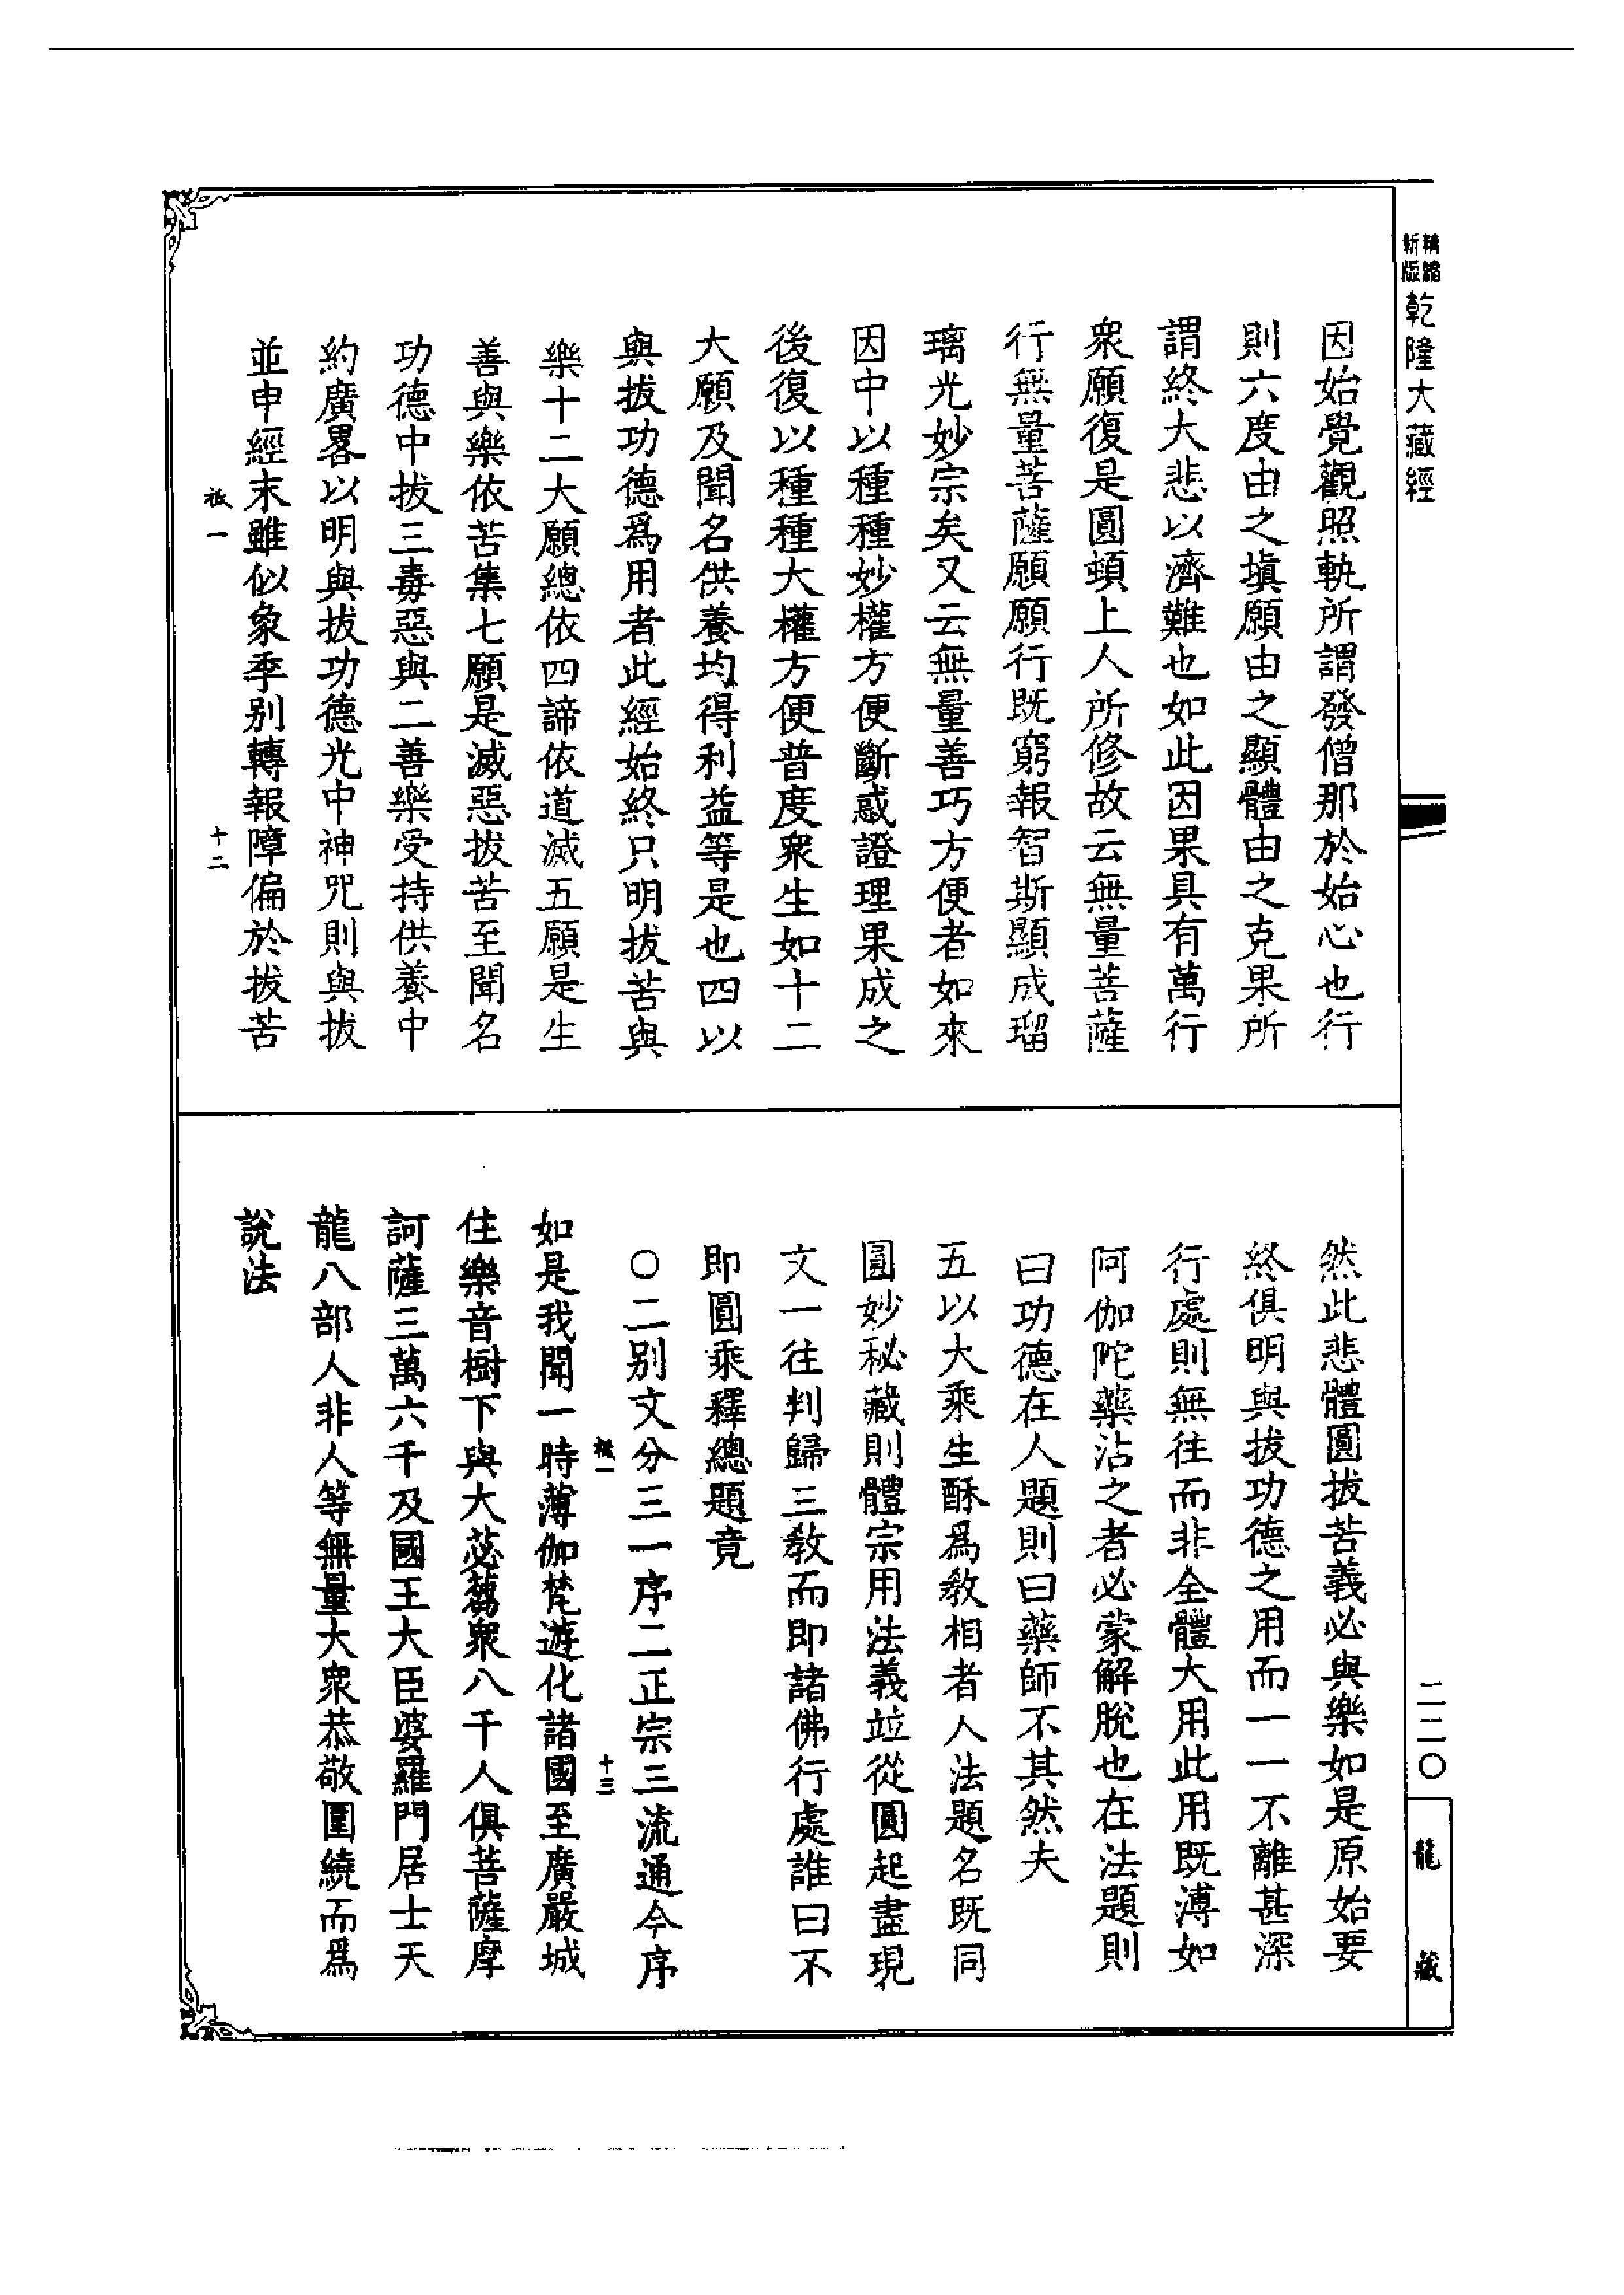 精縮新版乾隆大藏經
因始覺觀照軌所謂發僧那於始心也行
則六度由之塡願由之顯體由之克果所
謂終大悲以濟難也如此因果具有萬行
衆願復是圓頓上人所修故云無量菩薩
行無量菩薩願願行既窮報智斯顯成瑠
璃光妙宗矣又云無量善巧方便者如來
因中以種種妙權方便斷惑證理果成之
後復以種種大權方便普度衆生如十二
大願及聞名供養均得利益等是也四以
與拔功德爲用者此經始終只明拔苦與
樂十二大願總依四諦依道滅五願是生
善與樂依苦集七願是滅惡拔苦至聞名
功德中拔三毒惡與二善樂受持供養中
約廣畧以明與拔功德光中神咒則與拔
並申經末雖似象季別轉報障偏於拔苦
祗一
十二
然此悲體圓拔苦義必與樂如是原始要
終俱明與拔功德之用而一一不離甚深
行處則無往而非全體大用此用既溥如
阿伽陀藥沾之者必蒙解脫也在法題則
曰功德在人題則曰藥師不其然夫
五以大乘生酥爲敎相者人法題名既同
圓妙秘藏則體宗用法義竝從圓起盡現
文一往判歸三敎而即諸佛行處誰曰不
即圓乘釋總題竟
○二別文分三一序二正宗三流通今序
祗一
十三
如是我聞一時薄伽梵遊化諸國至廣嚴城
住樂音樹下與大苾蒭衆八千人俱菩薩摩
訶薩三萬六千及國王大臣婆羅門居士天
龍八部人非人等無量大衆恭敬圍繞而爲
說法
二二〇
龍藏